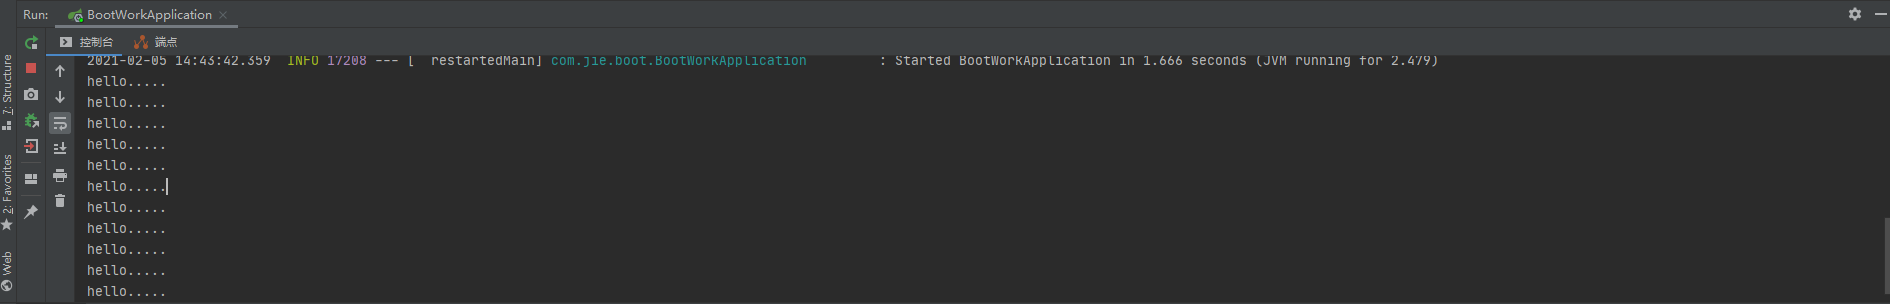 Run: BootWorkApplication
控制台 端点
2021-02-05 14:43:42.359  INFO 17208 --- [  restartedMain] com.jie.boot.BootWorkApplication         : Started BootWorkApplication in 1.666 seconds (JVM running for 2.479)
hello.....
hello.....
hello.....
hello.....
hello.....
hello.....
hello.....
hello.....
hello.....
hello.....
hello.....
7: Structure
2: Favorites
Web